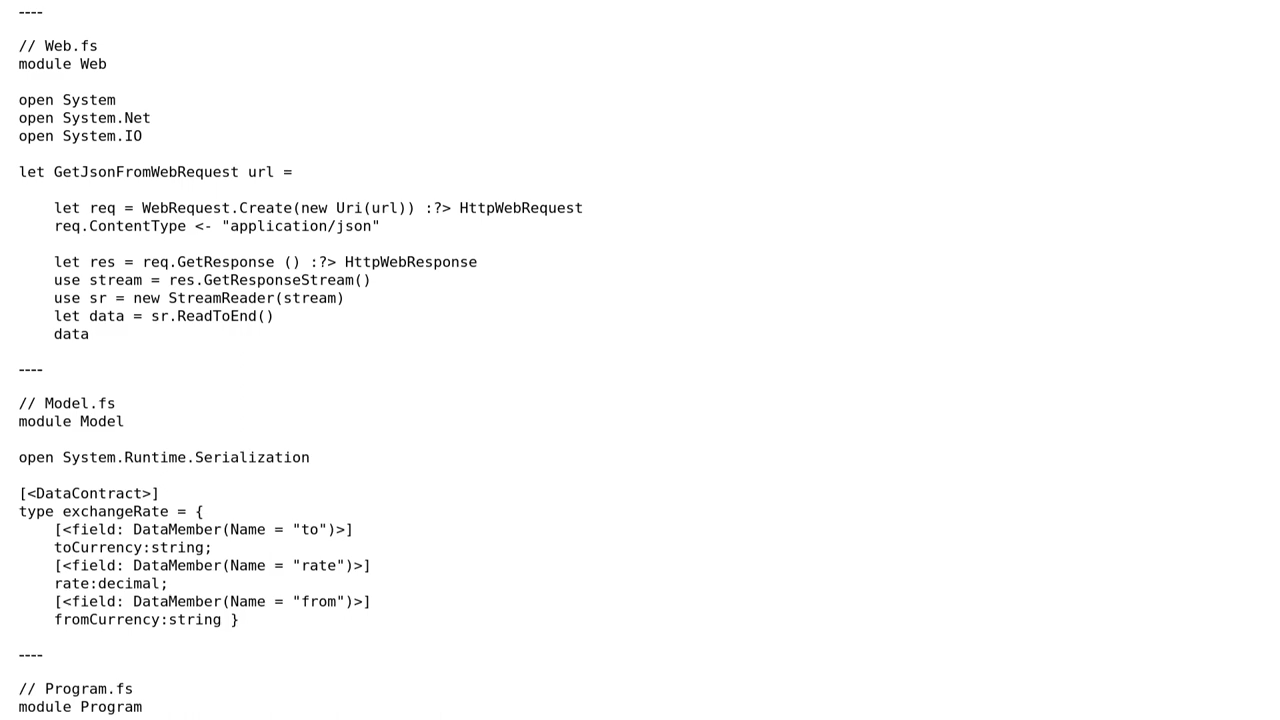 ----
// Web.fs
module Web
open System
open System.Net
open System.IO
let GetJsonFromWebRequest url =
    let req = WebRequest.Create(new Uri(url)) :?> HttpWebRequest
    req.ContentType <- "application/json"
    let res = req.GetResponse () :?> HttpWebResponse
    use stream = res.GetResponseStream()
    use sr = new StreamReader(stream)
    let data = sr.ReadToEnd()
    data
----
// Model.fs
module Model
open System.Runtime.Serialization
[<DataContract>]
type exchangeRate = {
    [<field: DataMember(Name = "to")>]
    toCurrency:string;
    [<field: DataMember(Name = "rate")>]
    rate:decimal;
    [<field: DataMember(Name = "from")>]
    fromCurrency:string }
----
// Program.fs
module Program